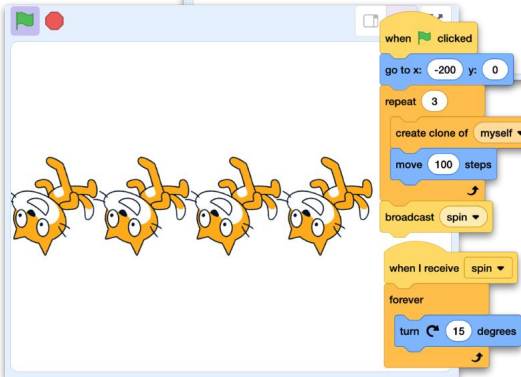 when clicked
go to x: -200 y: 0
repeat 3
create clone of myself
move 100 steps
broadcast spin
when I receive spin
forever
turn 15 degrees